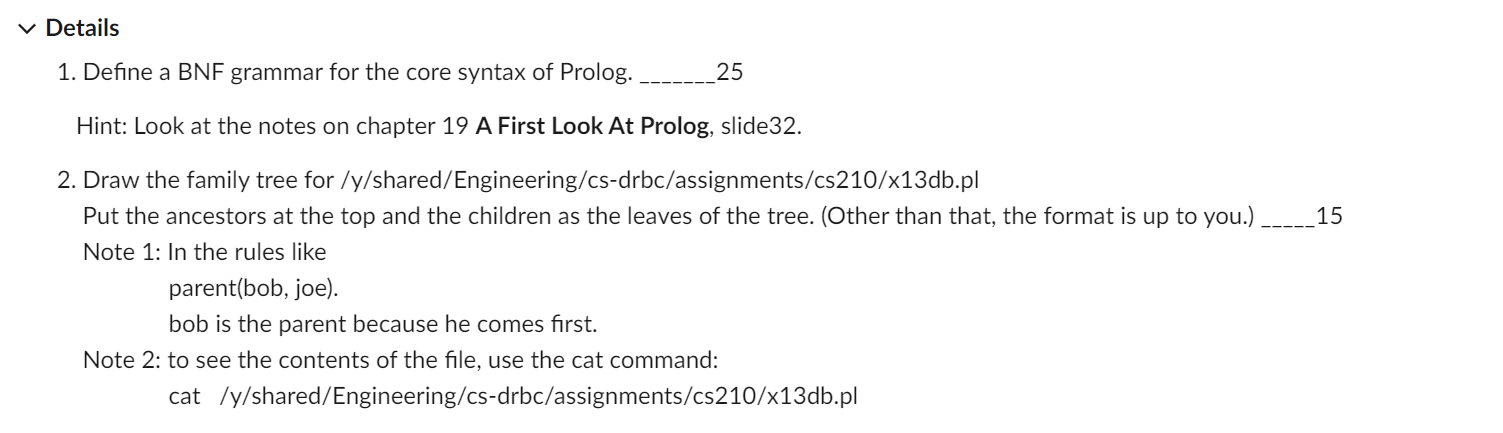 Details
1. Define a BNF grammar for the core syntax of Prolog. _______25
Hint: Look at the notes on chapter 19 A First Look At Prolog, slide32.
2. Draw the family tree for /y/shared/Engineering/cs-drbc/assignments/cs210/x13db.pl
Put the ancestors at the top and the children as the leaves of the tree. (Other than that, the format is up to you.) _____15
Note 1: In the rules like
parent(bob, joe).
bob is the parent because he comes first.
Note 2: to see the contents of the file, use the cat command:
cat /y/shared/Engineering/cs-drbc/assignments/cs210/x13db.pl